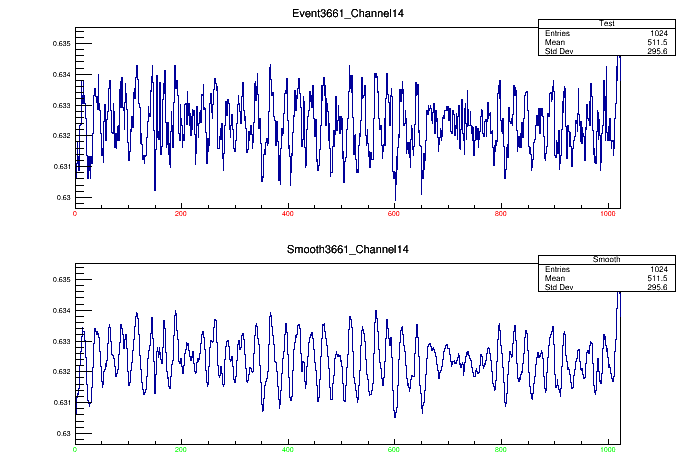 Event3661_Channel14
Test
Entries 1024
Mean 511.5
Std Dev 295.6
0.635
0.634
0.633
0.632
0.631
0.63
0 200 400 600 800 1000
Smooth3661_Channel14
Smooth
Entries 1024
Mean 511.5
Std Dev 295.6
0.635
0.634
0.633
0.632
0.631
0.63
0 200 400 600 800 1000